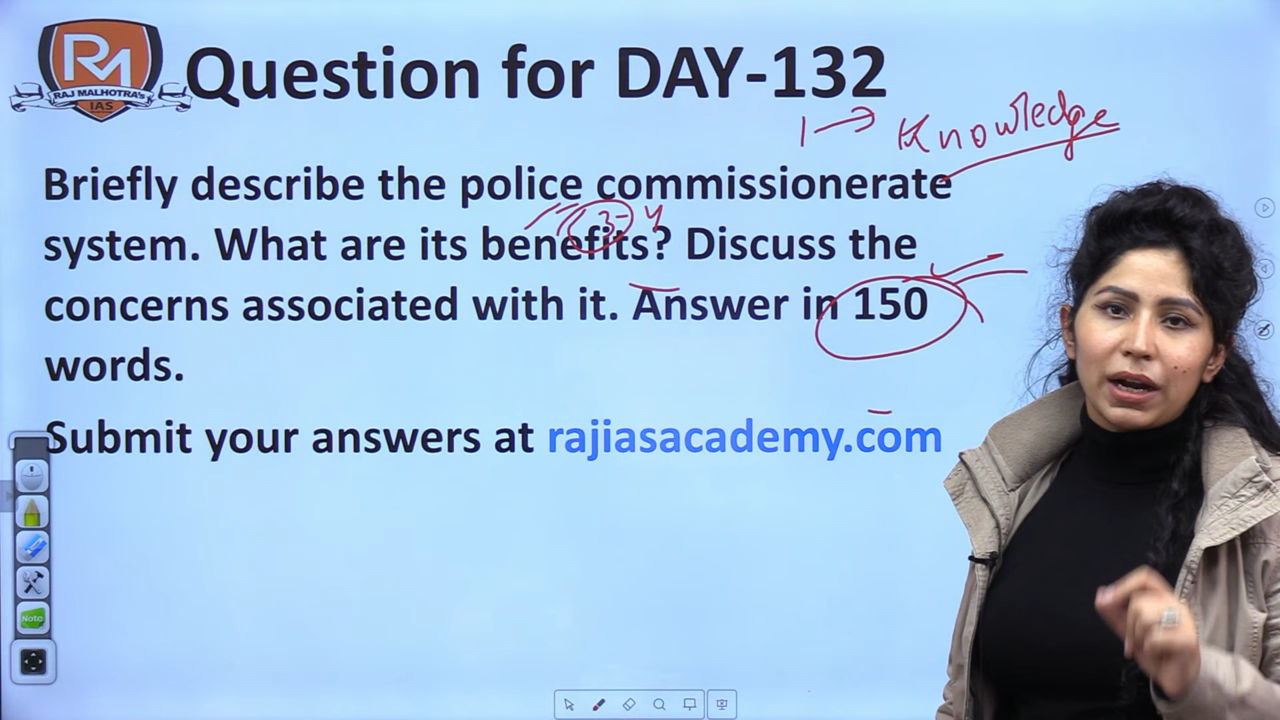 RM
RAJ MALHOTRA'S
IAS
Question for DAY-132
1 → Knowledge
Briefly describe the police commissionerate
3-4
system. What are its benefits? Discuss the
concerns associated with it. Answer in 150
words.
Submit your answers at rajiasacademy.com
Note